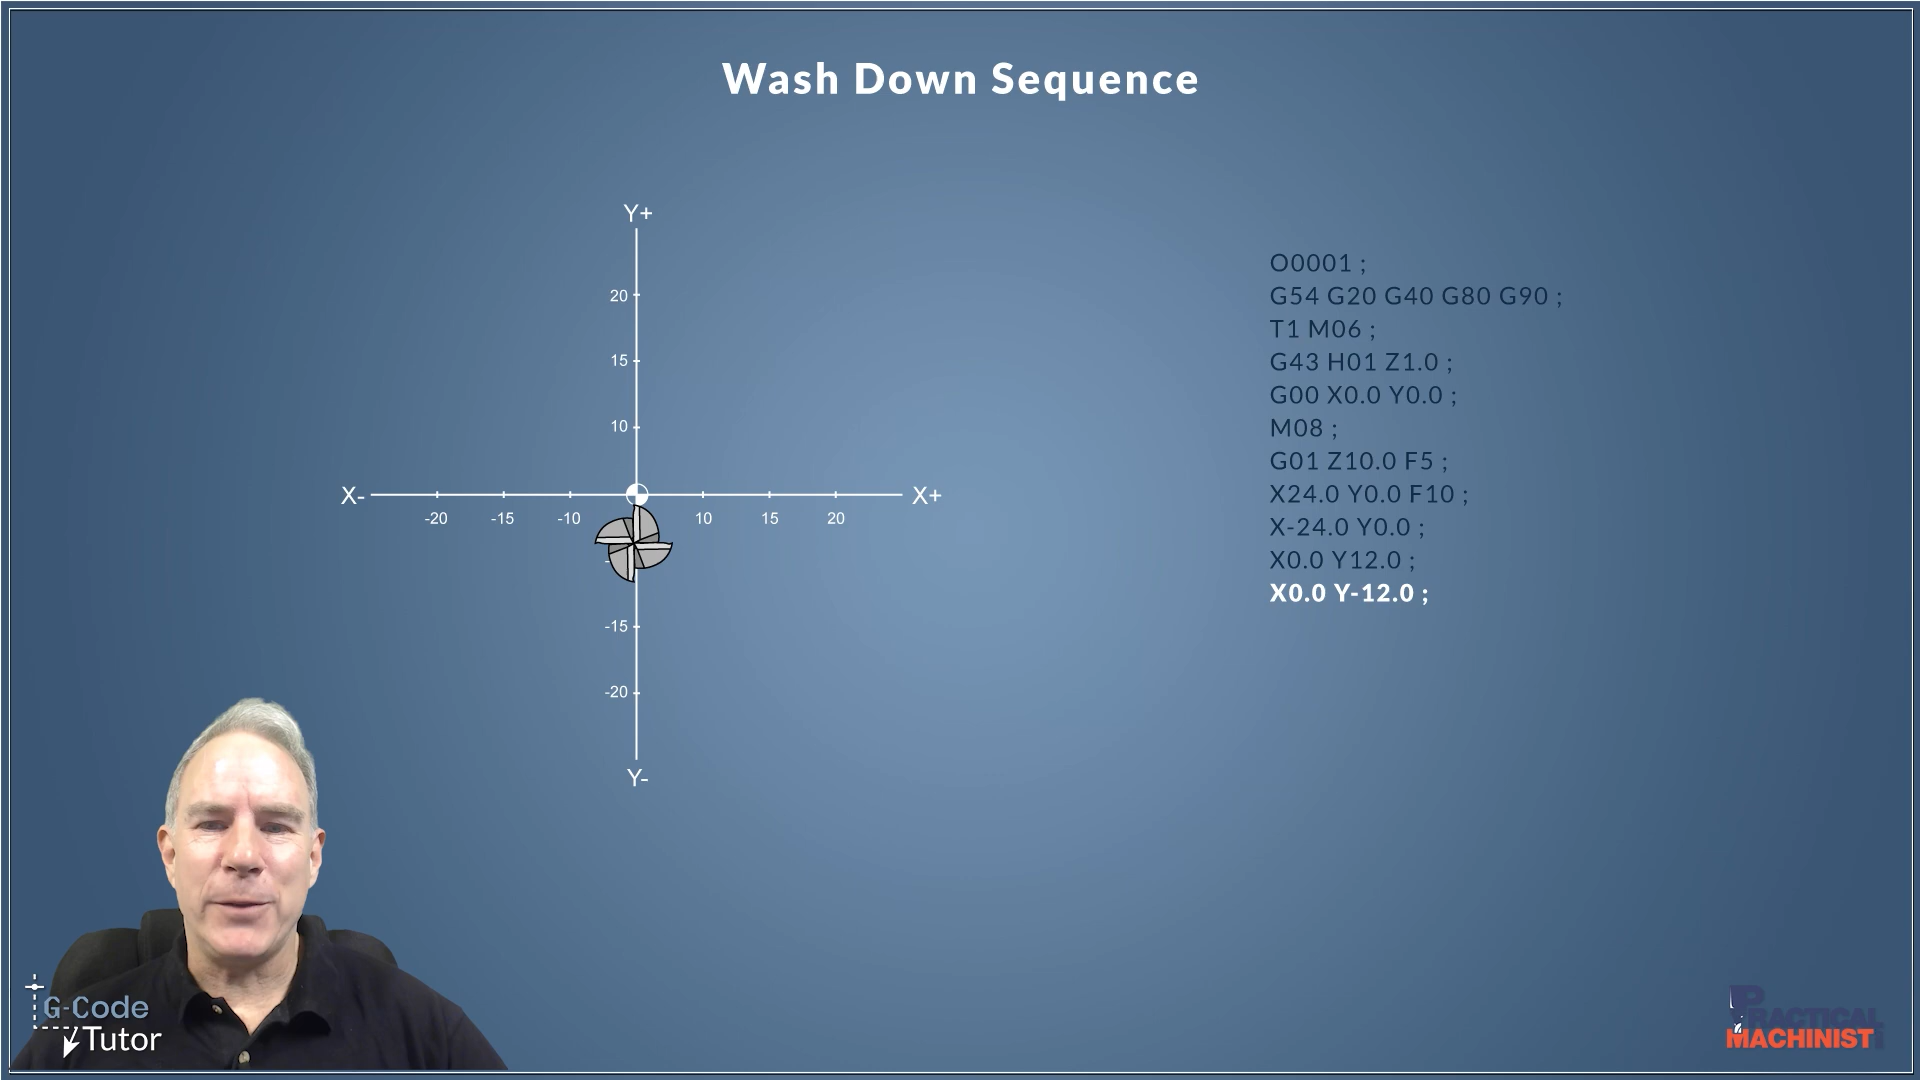 Wash Down Sequence
Y+
20
15
10
X-
X+
-20 -15 -10 10 15 20
-15
-20
Y-
O0001 ;
G54 G20 G40 G80 G90 ;
T1 M06 ;
G43 H01 Z1.0 ;
G00 X0.0 Y0.0 ;
M08 ;
G01 Z10.0 F5 ;
X24.0 Y0.0 F10 ;
X-24.0 Y0.0 ;
X0.0 Y12.0 ;
X0.0 Y-12.0 ;
G-Code
Tutor
PRACTICAL
MACHINIST